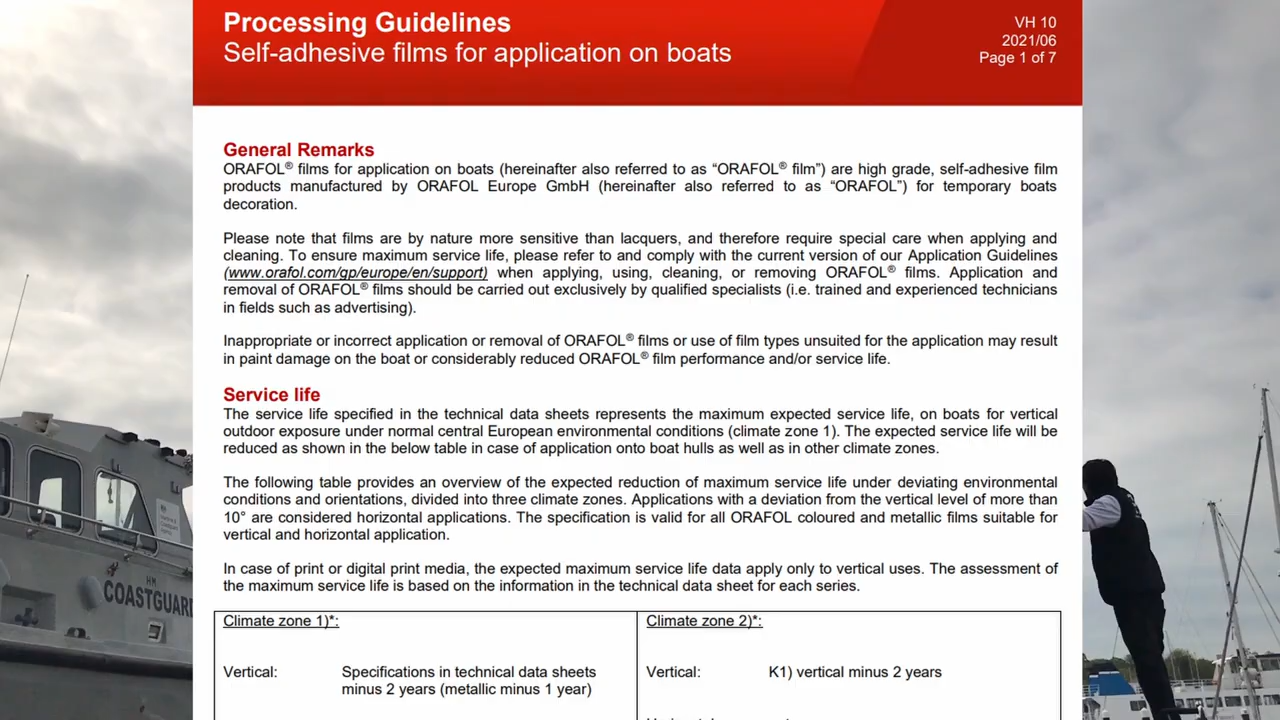 Processing Guidelines
Self-adhesive films for application on boats
VH 10
2021/06
Page 1 of 7
General Remarks
ORAFOL® films for application on boats (hereinafter also referred to as “ORAFOL® film”) are high grade, self-adhesive film
products manufactured by ORAFOL Europe GmbH (hereinafter also referred to as “ORAFOL”) for temporary boats
decoration.
Please note that films are by nature more sensitive than lacquers, and therefore require special care when applying and
cleaning. To ensure maximum service life, please refer to and comply with the current version of our Application Guidelines
(www.orafol.com/gp/europe/en/support) when applying, using, cleaning, or removing ORAFOL® films. Application and
removal of ORAFOL® films should be carried out exclusively by qualified specialists (i.e. trained and experienced technicians
in fields such as advertising).
Inappropriate or incorrect application or removal of ORAFOL® films or use of film types unsuited for the application may result
in paint damage on the boat or considerably reduced ORAFOL® film performance and/or service life.
Service life
The service life specified in the technical data sheets represents the maximum expected service life, on boats for vertical
outdoor exposure under normal central European environmental conditions (climate zone 1). The expected service life will be
reduced as shown in the below table in case of application onto boat hulls as well as in other climate zones.
The following table provides an overview of the expected reduction of maximum service life under deviating environmental
conditions and orientations, divided into three climate zones. Applications with a deviation from the vertical level of more than
10° are considered horizontal applications. The specification is valid for all ORAFOL coloured and metallic films suitable for
vertical and horizontal application.
In case of print or digital print media, the expected maximum service life data apply only to vertical uses. The assessment of
the maximum service life is based on the information in the technical data sheet for each series.
Climate zone 1)*:
Climate zone 2)*:
Vertical: Specifications in technical data sheets
minus 2 years (metallic minus 1 year)
Vertical: K1) vertical minus 2 years
HM
COASTGUARD